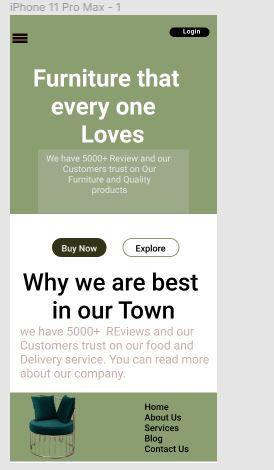 iPhone 11 Pro Max - 1
Login
Furniture that
every one
Loves
We have 5000+ Review and our
Customers trust on Our
Furniture and Quality
products
Buy Now
Explore
Why we are best
in our Town
we have 5000+ REviews and our
Customers trust on our food and
Delivery service. You can read more
about our company.
Home
About Us
Services
Blog
Contact Us